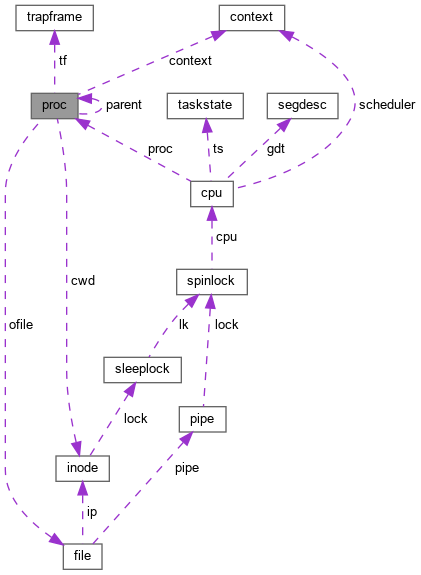 trapframe
context
tf
context
proc
parent
taskstate
segdesc
scheduler
proc
ts
gdt
cpu
cpu
cwd
spinlock
ofile
lk
lock
sleeplock
lock
pipe
inode
pipe
ip
file